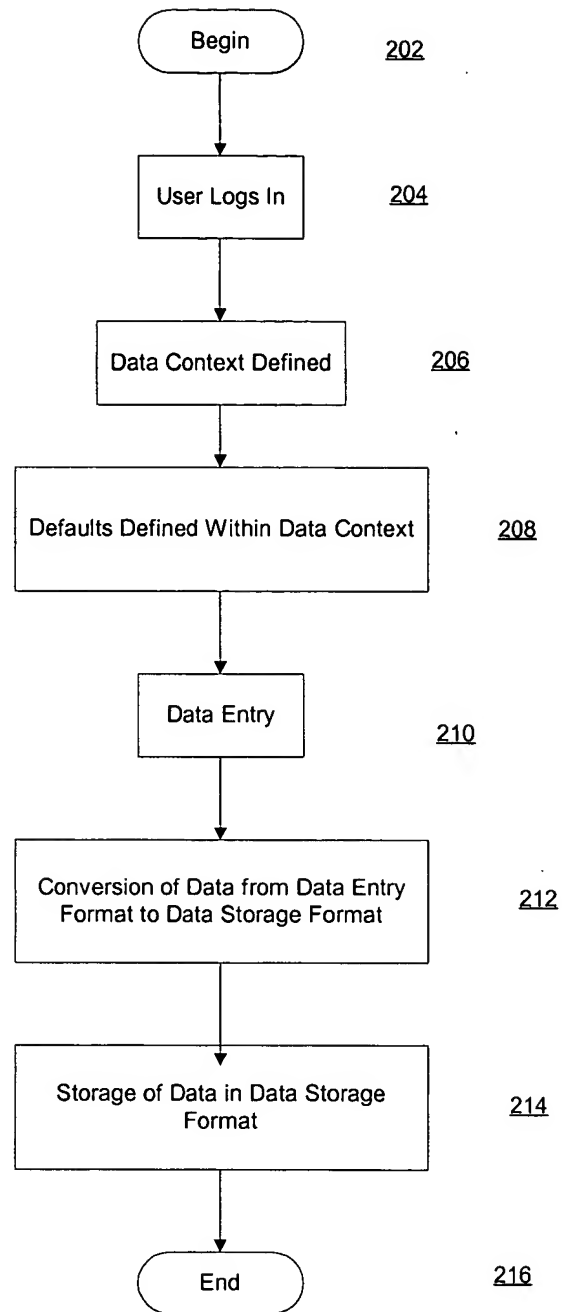 Begin
202
User Logs In
204
Data Context Defined
206
Defaults Defined Within Data Context
208
Data Entry
210
Conversion of Data from Data Entry
Format to Data Storage Format
212
Storage of Data in Data Storage
Format
214
End
216